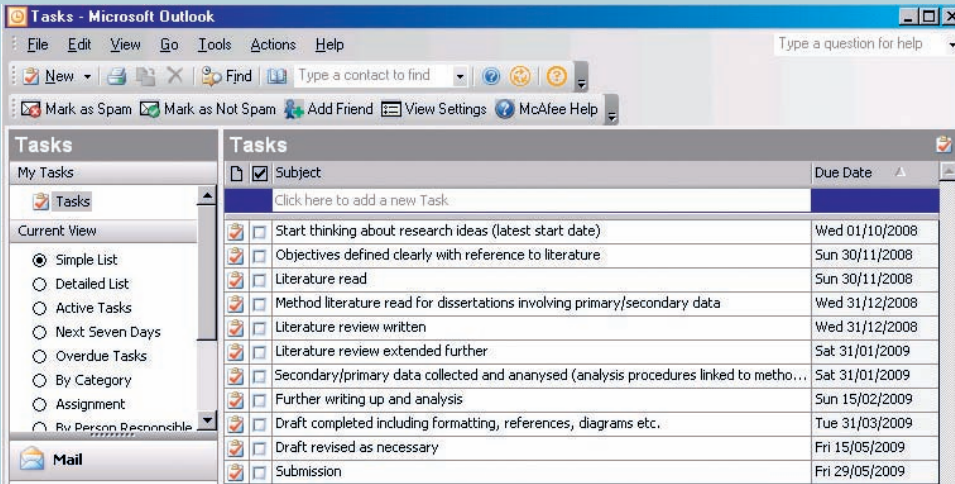 Tasks - Microsoft Outlook
File Edit View Go Tools Actions Help Type a question for help
New Find Type a contact to find
Mark as Spam Mark as Not Spam Add Friend View Settings McAfee Help
Tasks
My Tasks
Tasks
Current View
Simple List
Detailed List
Active Tasks
Next Seven Days
Overdue Tasks
By Category
Assignment
By Person Responsible
Mail
Tasks
Subject Due Date
Click here to add a new Task
Start thinking about research ideas (latest start date) Wed 01/10/2008
Objectives defined clearly with reference to literature Sun 30/11/2008
Literature read Sun 30/11/2008
Method literature read for dissertations involving primary/secondary data Wed 31/12/2008
Literature review written Wed 31/12/2008
Literature review extended further Sat 31/01/2009
Secondary/primary data collected and ananysed (analysis procedures linked to metho... Sat 31/01/2009
Further writing up and analysis Sun 15/02/2009
Draft completed including formatting, references, diagrams etc. Tue 31/03/2009
Draft revised as necessary Fri 15/05/2009
Submission Fri 29/05/2009